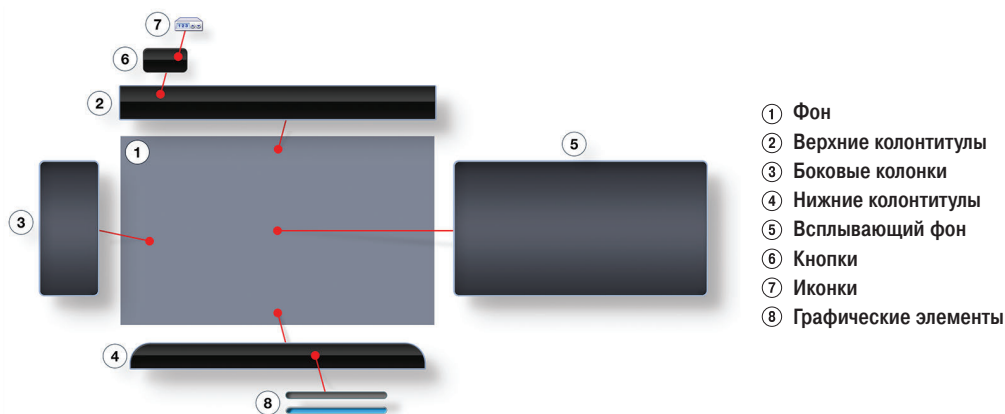 7
6
2
1
5
3
4
8
1 Фон
2 Верхние колонтитулы
3 Боковые колонки
4 Нижние колонтитулы
5 Всплывающий фон
6 Кнопки
7 Иконки
8 Графические элементы